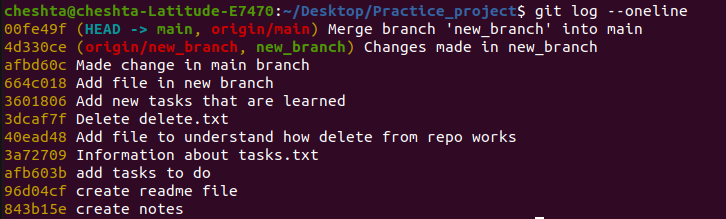 cheshta@cheshta-Latitude-E7470:~/Desktop/Practice_project$ git log --oneline
00fe49f (HEAD -> main, origin/main) Merge branch 'new_branch' into main
4d330ce (origin/new_branch, new_branch) Changes made in new_branch
afbd60c Made change in main branch
664c018 Add file in new branch
3601806 Add new tasks that are learned
3dcaf7f Delete delete.txt
40ead48 Add file to understand how delete from repo works
3a72709 Information about tasks.txt
afb603b add tasks to do
96d04cf create readme file
843b15e create notes